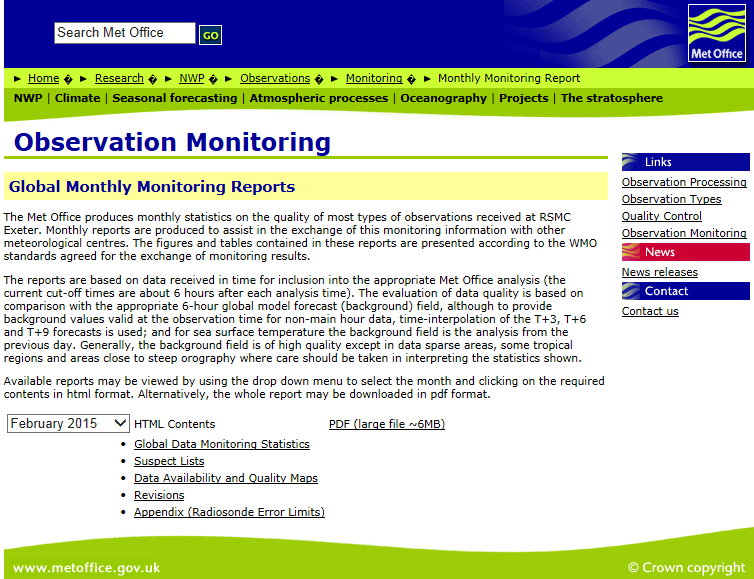 Search Met Office GO
Met Office
► Home � ► Research � ► NWP � ► Observations � ► Monitoring � ► Monthly Monitoring Report
NWP | Climate | Seasonal forecasting | Atmospheric processes | Oceanography | Projects | The stratosphere
Observation Monitoring
Global Monthly Monitoring Reports
The Met Office produces monthly statistics on the quality of most types of observations received at RSMC
Exeter. Monthly reports are produced to assist in the exchange of this monitoring information with other
meteorological centres. The figures and tables contained in these reports are presented according to the WMO
standards agreed for the exchange of monitoring results.
The reports are based on data received in time for inclusion into the appropriate Met Office analysis (the
current cut-off times are about 6 hours after each analysis time). The evaluation of data quality is based on
comparison with the appropriate 6-hour global model forecast (background) field, although to provide
background values valid at the observation time for non-main hour data, time-interpolation of the T+3, T+6
and T+9 forecasts is used; and for sea surface temperature the background field is the analysis from the
previous day. Generally, the background field is of high quality except in data sparse areas, some tropical
regions and areas close to steep orography where care should be taken in interpreting the statistics shown.
Available reports may be viewed by using the drop down menu to select the month and clicking on the required
contents in html format. Alternatively, the whole report may be downloaded in pdf format.
February 2015 HTML Contents PDF (large file ~6MB)
• Global Data Monitoring Statistics
• Suspect Lists
• Data Availability and Quality Maps
• Revisions
• Appendix (Radiosonde Error Limits)
Links
Observation Processing
Observation Types
Quality Control
Observation Monitoring
News
News releases
Contact
Contact us
www.metoffice.gov.uk © Crown copyright